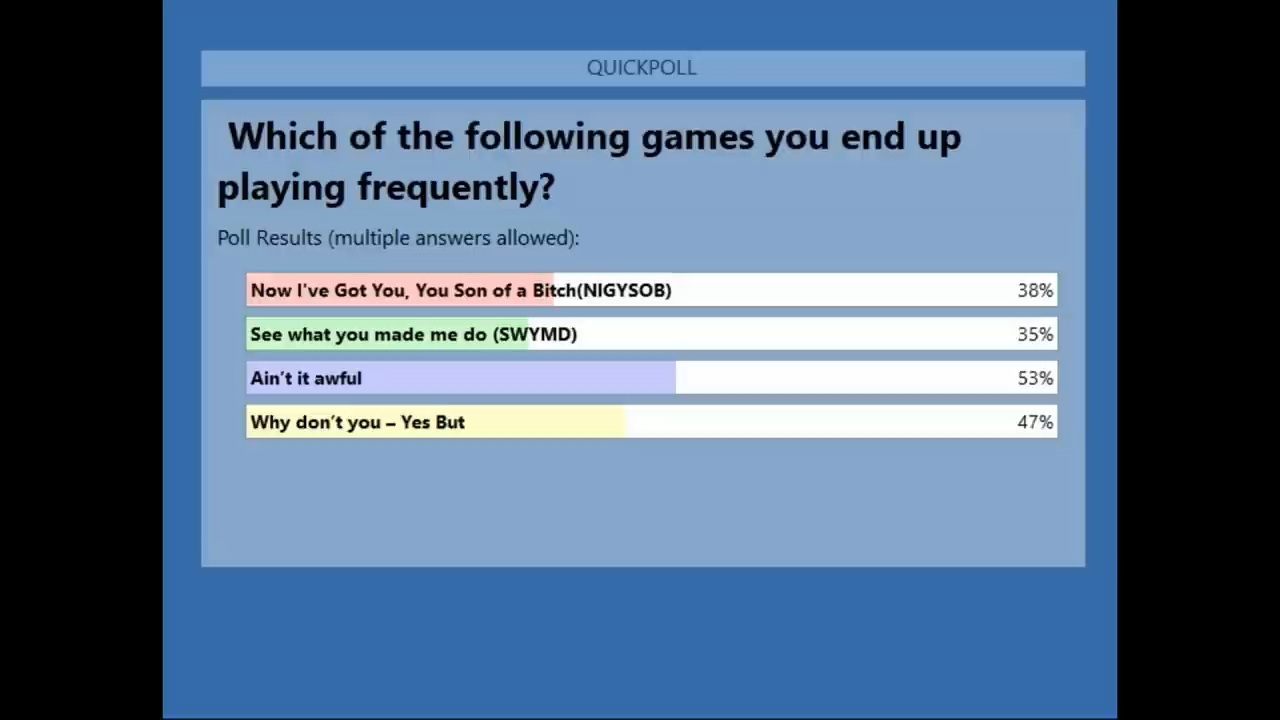 QUICKPOLL
Which of the following games you end up
playing frequently?
Poll Results (multiple answers allowed):
Now I've Got You, You Son of a Bitch(NIGYSOB) 38%
See what you made me do (SWYMD) 35%
Ain't it awful 53%
Why don't you – Yes But 47%